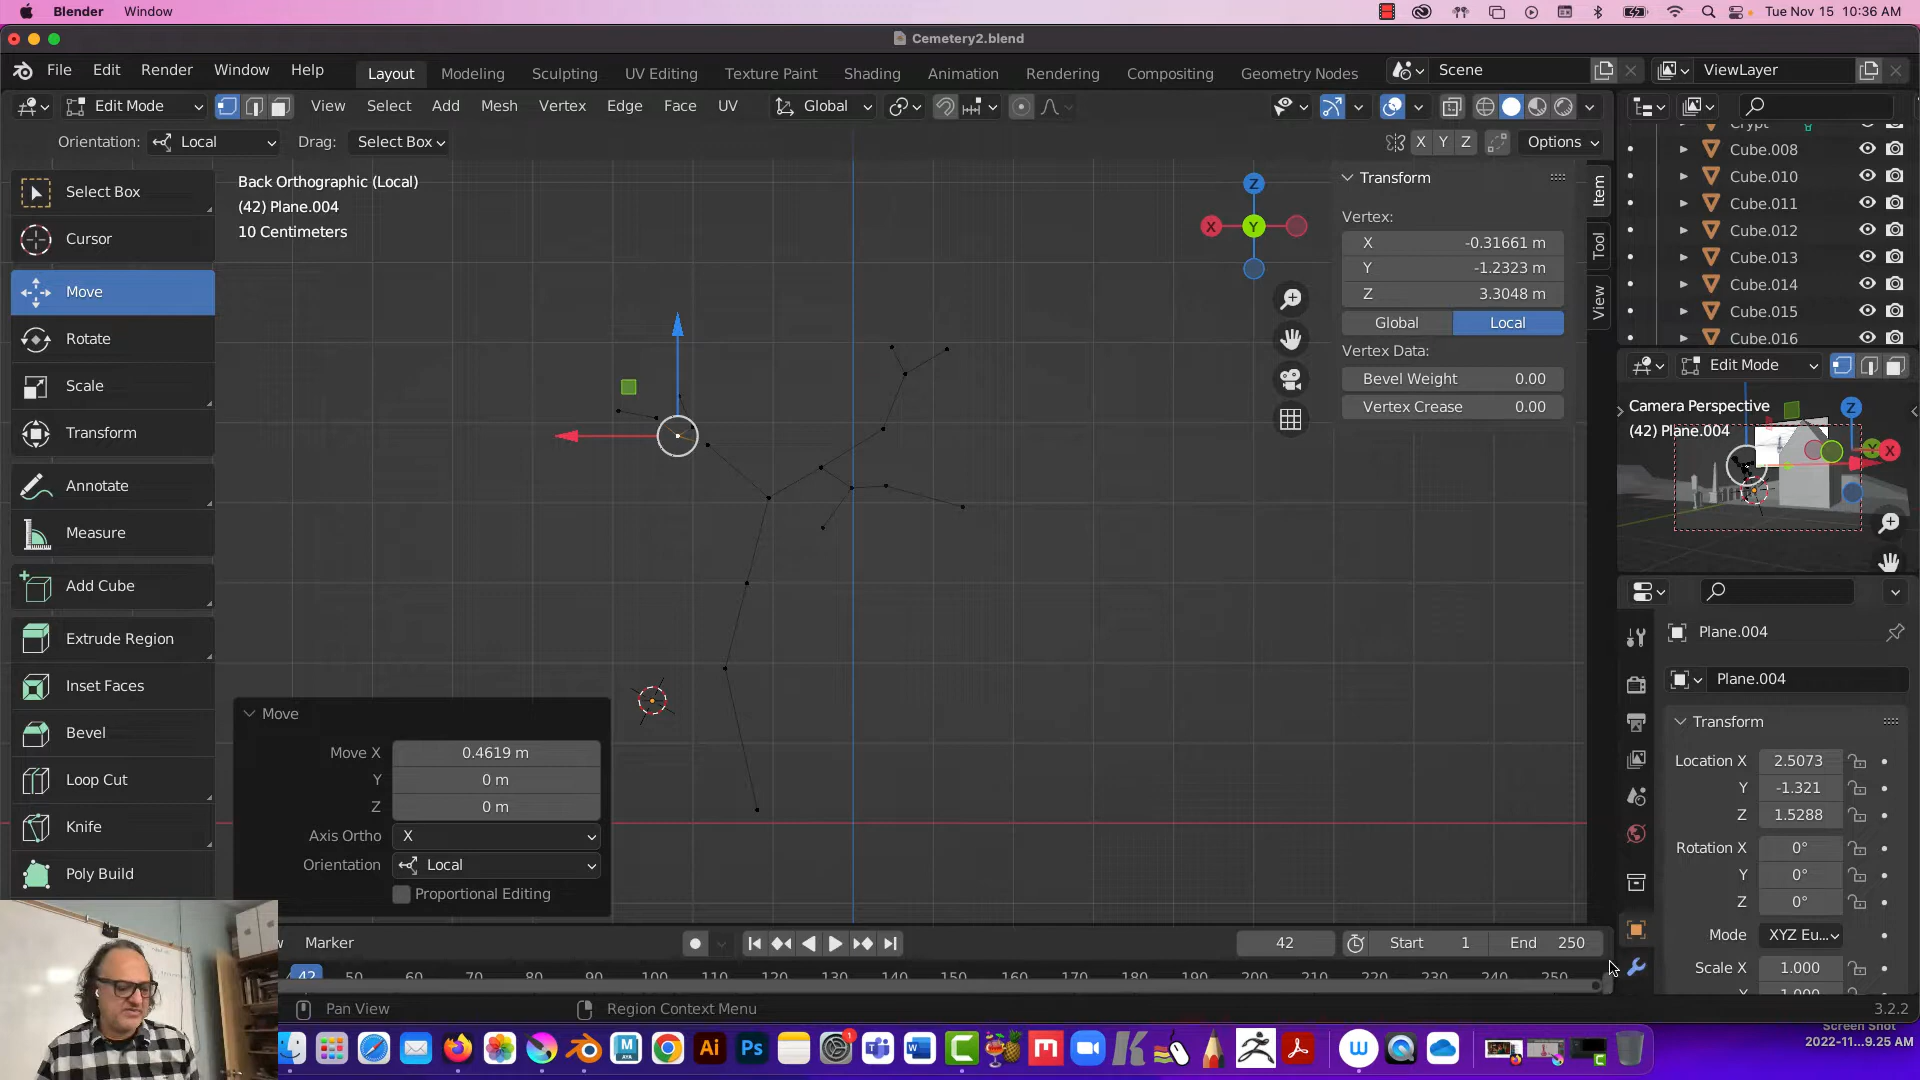 Blender Window
Tue Nov 15 10:36 AM
Cemetery2.blend
File Edit Render Window Help
Layout Modeling Sculpting UV Editing Texture Paint Shading Animation Rendering Compositing Geometry Nodes
Scene
ViewLayer
Edit Mode
View Select Add Mesh Vertex Edge Face UV
Global
Orientation: Local
Drag: Select Box
X Y Z
Options
Select Box
Cursor
Move
Rotate
Scale
Transform
Annotate
Measure
Add Cube
Extrude Region
Inset Faces
Bevel
Loop Cut
Knife
Poly Build
Back Orthographic (Local)
(42) Plane.004
10 Centimeters
Z
X
Y
Transform
Vertex:
X -0.31661 m
Y -1.2323 m
Z 3.3048 m
Global Local
Vertex Data:
Bevel Weight 0.00
Vertex Crease 0.00
Item
Tool
View
Crypt
Cube.008
Cube.010
Cube.011
Cube.012
Cube.013
Cube.014
Cube.015
Cube.016
Edit Mode
Camera Perspective
(42) Plane.004
Z
Y
X
Plane.004
Plane.004
Transform
Location X 2.5073
Y -1.321
Z 1.5288
Rotation X 0°
Y 0°
Z 0°
Mode XYZ Eu...
Scale X 1.000
Move
Move X 0.4619 m
Y 0 m
Z 0 m
Axis Ortho X
Orientation Local
Proportional Editing
Marker
42
Start 1
End 250
42 50 60 70 80 90 100 110 120 130 140 150 160 170 180 190 200 210 220 230 240 250
Pan View
Region Context Menu
3.2.2
Screen Shot
2022-11...9.25 AM